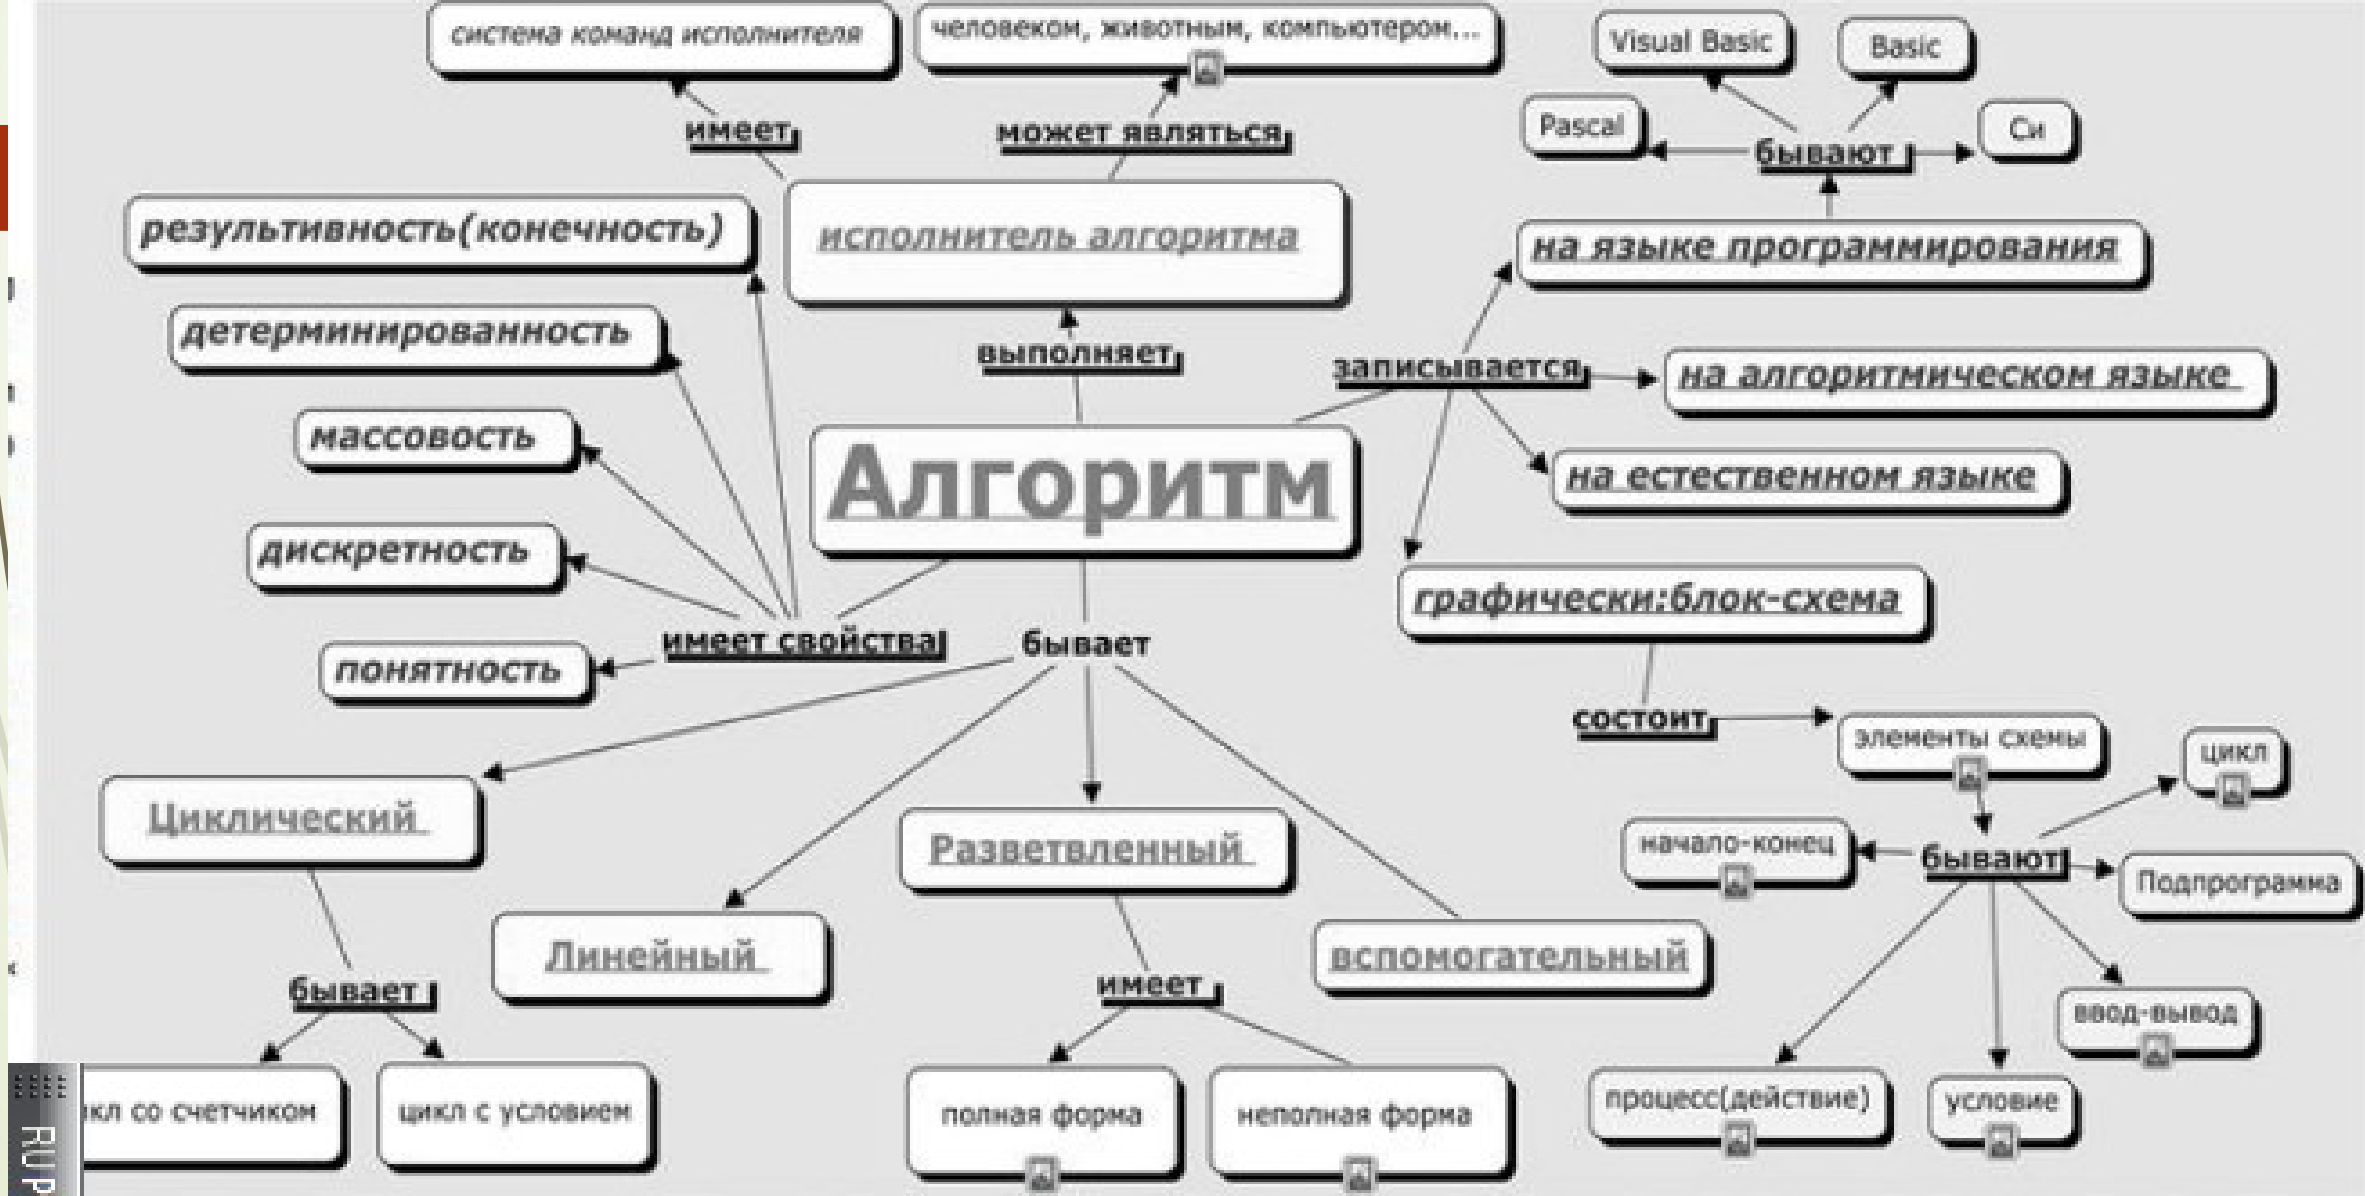 система команд исполнителя
человеком, животным, компьютером...
Visual Basic
Basic
Pascal
Си
имеет
может являться
бывают
результивность(конечность)
исполнитель алгоритма
на языке программирования
детерминированность
выполняет
записывается
на алгоритмическом языке
массовость
Алгоритм
на естественном языке
дискретность
графически:блок-схема
имеет свойства
бывает
понятность
состоит
элементы схемы
цикл
Циклический
Разветвленный
начало-конец
бывают
Подпрограмма
Линейный
вспомогательный
бывает
имеет
ввод-вывод
кл со счетчиком
цикл с условием
полная форма
неполная форма
процесс(действие)
условие
RUP